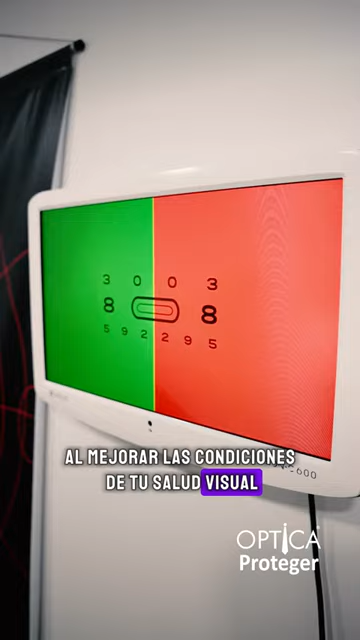 3 0 0 3
8 8
5 9 2 2 9 5
AL MEJORAR LAS CONDICIONES
DE TU SALUD VISUAL
600
OPTICA
Proteger